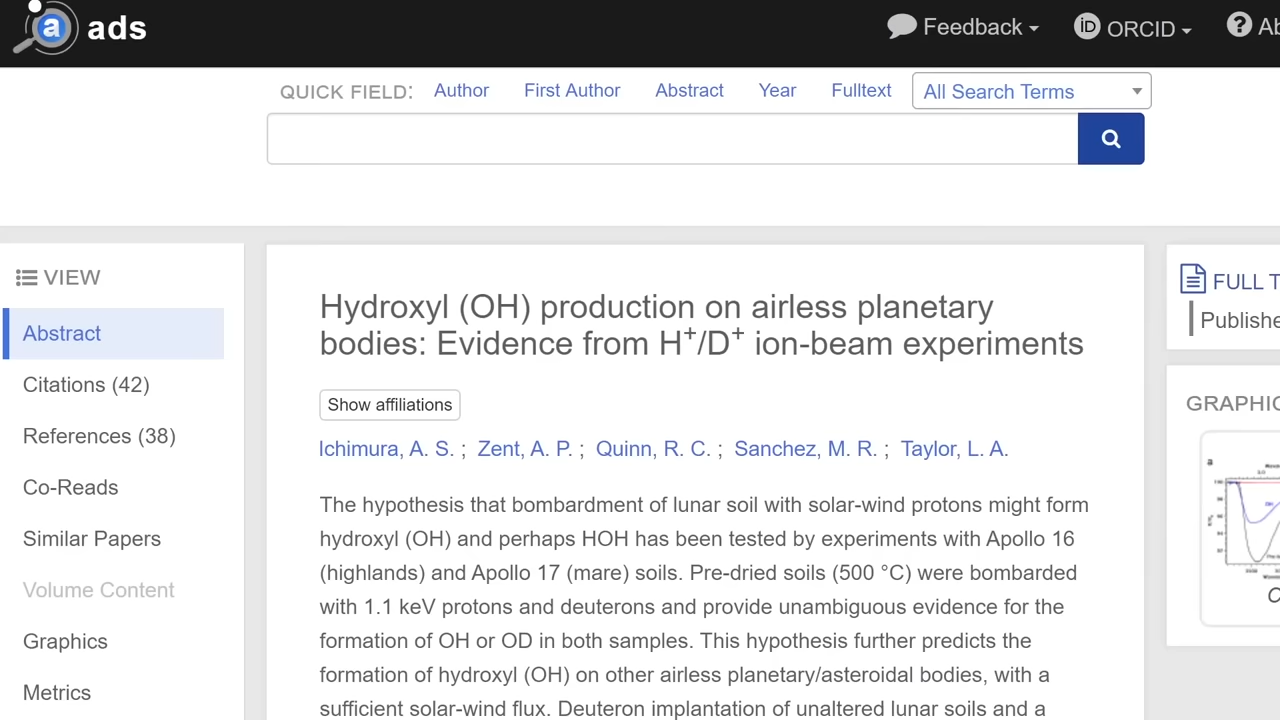 ads
Feedback
ORCID
QUICK FIELD: Author First Author Abstract Year Fulltext All Search Terms
VIEW
Abstract
Citations (42)
References (38)
Co-Reads
Similar Papers
Volume Content
Graphics
Metrics
Hydroxyl (OH) production on airless planetary
bodies: Evidence from H⁺/D⁺ ion-beam experiments
Show affiliations
Ichimura, A. S. ; Zent, A. P. ; Quinn, R. C. ; Sanchez, M. R. ; Taylor, L. A.
The hypothesis that bombardment of lunar soil with solar-wind protons might form
hydroxyl (OH) and perhaps HOH has been tested by experiments with Apollo 16
(highlands) and Apollo 17 (mare) soils. Pre-dried soils (500 °C) were bombarded
with 1.1 keV protons and deuterons and provide unambiguous evidence for the
formation of OH or OD in both samples. This hypothesis further predicts the
formation of hydroxyl (OH) on other airless planetary/asteroidal bodies, with a
sufficient solar-wind flux. Deuteron implantation of unaltered lunar soils and a
FULL T
Publishe
GRAPHIC
a